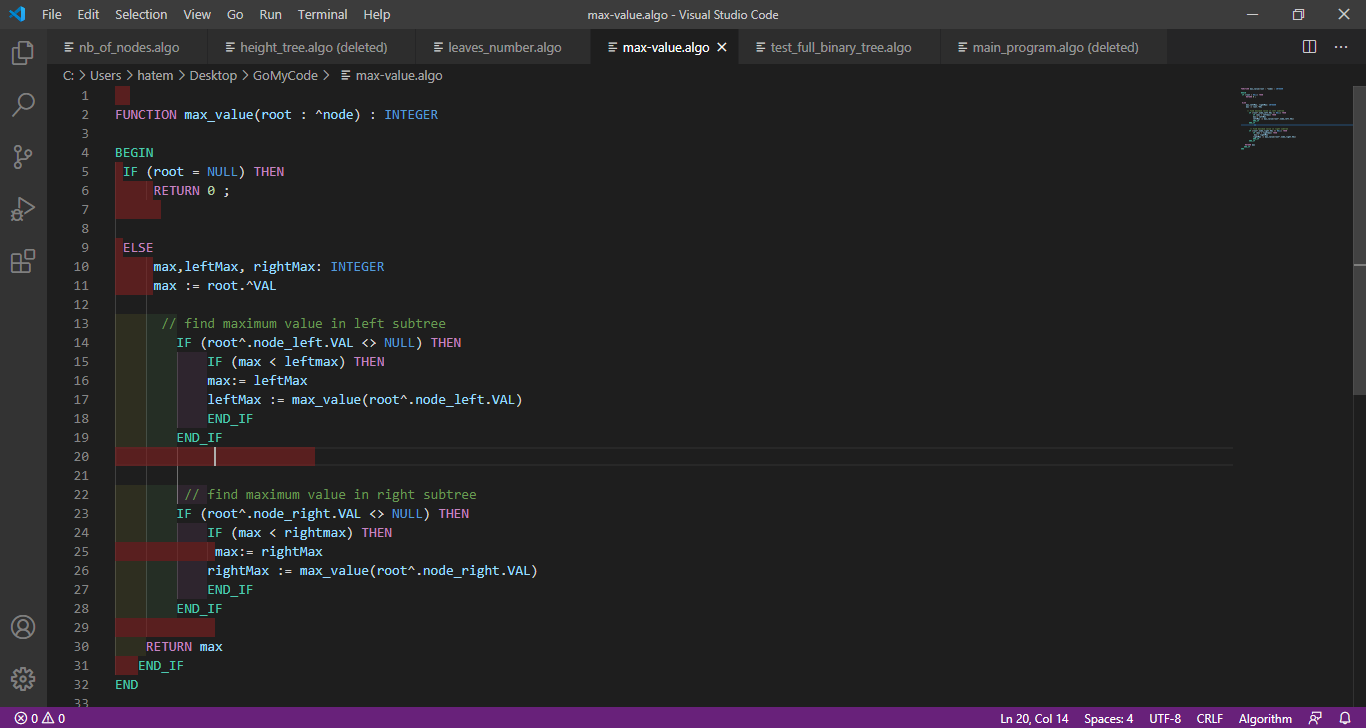 File Edit Selection View Go Run Terminal Help max-value.algo - Visual Studio Code
nb_of_nodes.algo height_tree.algo (deleted) leaves_number.algo max-value.algo test_full_binary_tree.algo main_program.algo (deleted)
C: > Users > hatem > Desktop > GoMyCode > max-value.algo
1
2 FUNCTION max_value(root : ^node) : INTEGER
3
4 BEGIN
5 IF (root = NULL) THEN
6 RETURN 0 ;
7
8
9 ELSE
10 max,leftMax, rightMax: INTEGER
11 max := root.^VAL
12
13 // find maximum value in left subtree
14 IF (root^.node_left.VAL <> NULL) THEN
15 IF (max < leftmax) THEN
16 max:= leftMax
17 leftMax := max_value(root^.node_left.VAL)
18 END_IF
19 END_IF
20
21
22 // find maximum value in right subtree
23 IF (root^.node_right.VAL <> NULL) THEN
24 IF (max < rightmax) THEN
25 max:= rightMax
26 rightMax := max_value(root^.node_right.VAL)
27 END_IF
28 END_IF
29
30 RETURN max
31 END_IF
32 END
33
0 0 Ln 20, Col 14 Spaces: 4 UTF-8 CRLF Algorithm